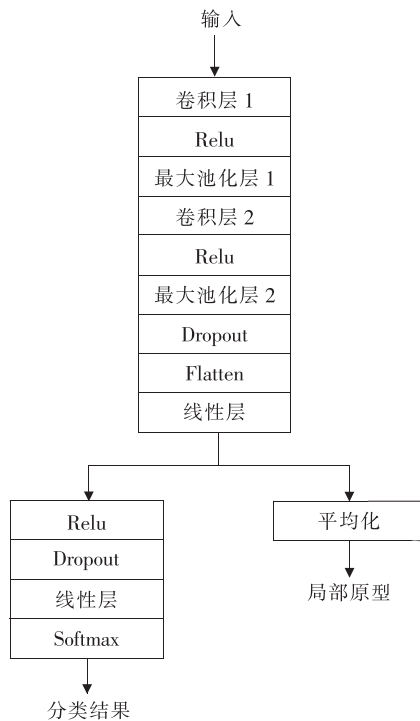 输入
卷积层 1
Relu
最大池化层 1
卷积层 2
Relu
最大池化层 2
Dropout
Flatten
线性层
Relu
Dropout
线性层
Softmax
分类结果
平均化
局部原型